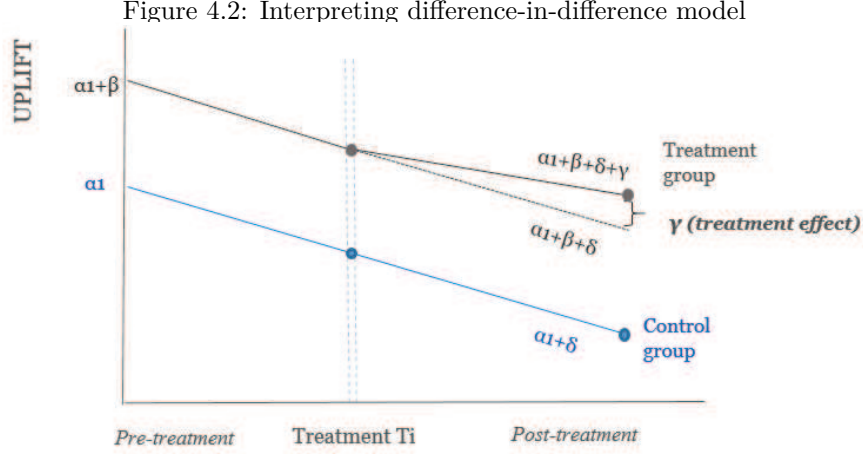 Figure 4.2: Interpreting difference-in-difference model
UPLIFT
α1+β
α1
α1+β+δ+γ
Treatment
group
α1+β+δ
γ (treatment effect)
α1+δ
Control
group
Pre-treatment
Treatment Ti
Post-treatment